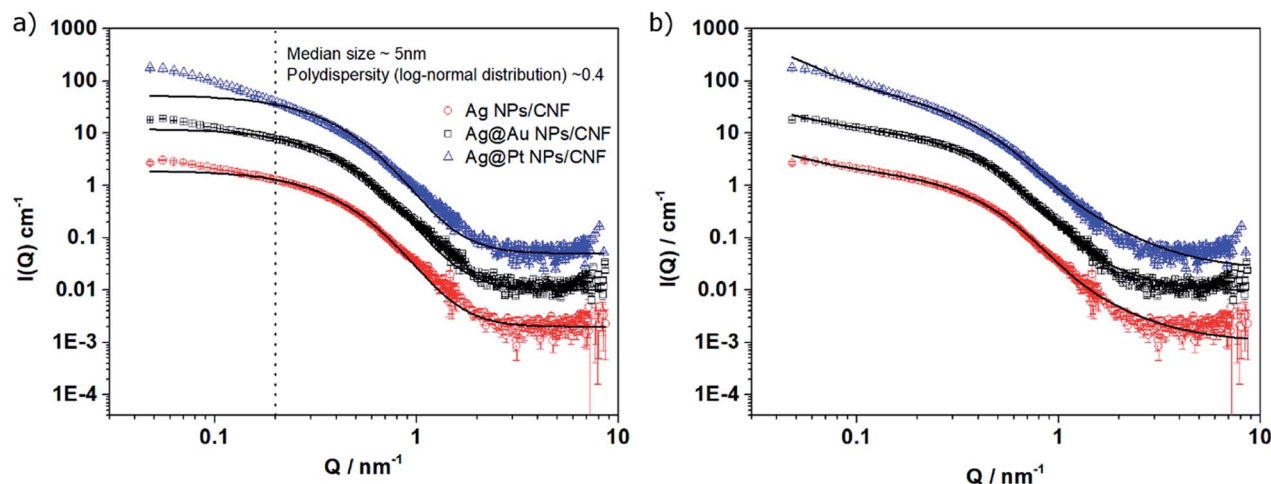 a)
1000
100
10
1
0.1
0.01
1E-3
1E-4
I(Q) cm-1
Median size ~ 5nm
Polydispersity (log-normal distribution) ~0.4
Ag NPs/CNF
Ag@Au NPs/CNF
Ag@Pt NPs/CNF
0.1
1
10
Q / nm-1
b)
1000
100
10
1
0.1
0.01
1E-3
1E-4
I(Q) / cm-1
0.1
1
10
Q / nm-1